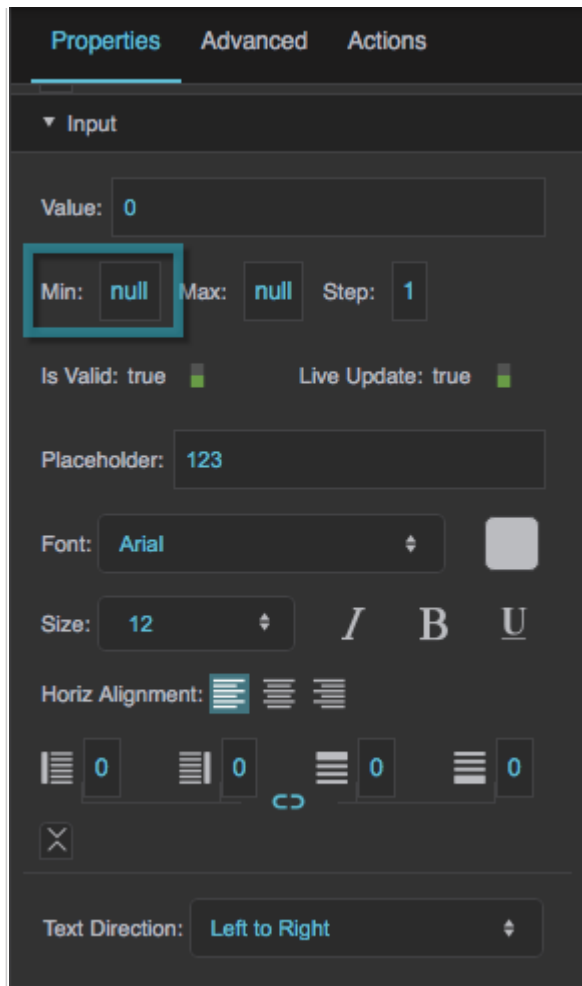 Properties Advanced Actions
Input
Value: 0
Min: null Max: null Step: 1
Is Valid: true Live Update: true
Placeholder: 123
Font: Arial
Size: 12 I B U
Horiz Alignment:
0 0 0 0
Text Direction: Left to Right